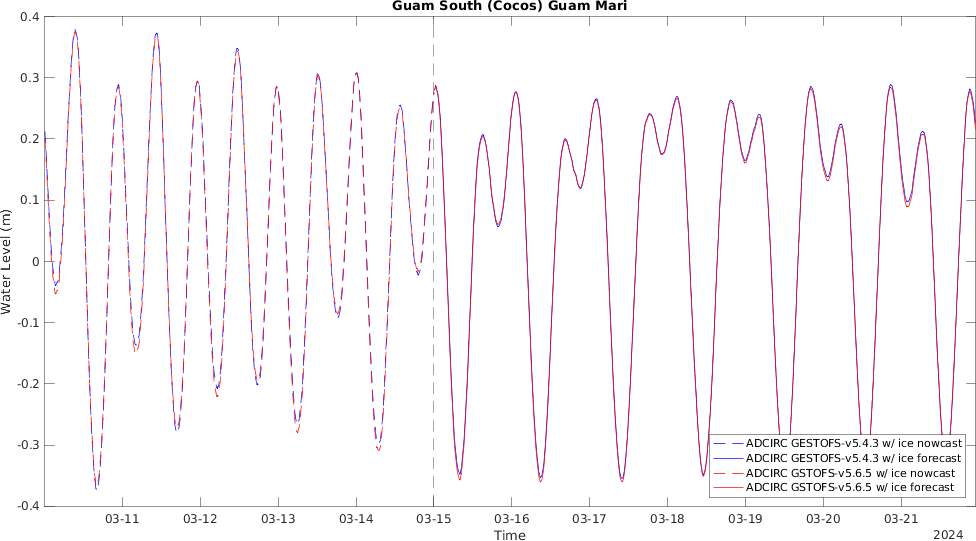 Guam South (Cocos) Guam Mari
0.4
0.3
0.2
0.1
0
-0.1
-0.2
-0.3
-0.4
Water Level (m)
ADCIRC GESTOFS-v5.4.3 w/ ice nowcast
ADCIRC GESTOFS-v5.4.3 w/ ice forecast
ADCIRC GSTOFS-v5.6.5 w/ ice nowcast
ADCIRC GSTOFS-v5.6.5 w/ ice forecast
03-11 03-12 03-13 03-14 03-15 03-16 03-17 03-18 03-19 03-20 03-21
Time
2024